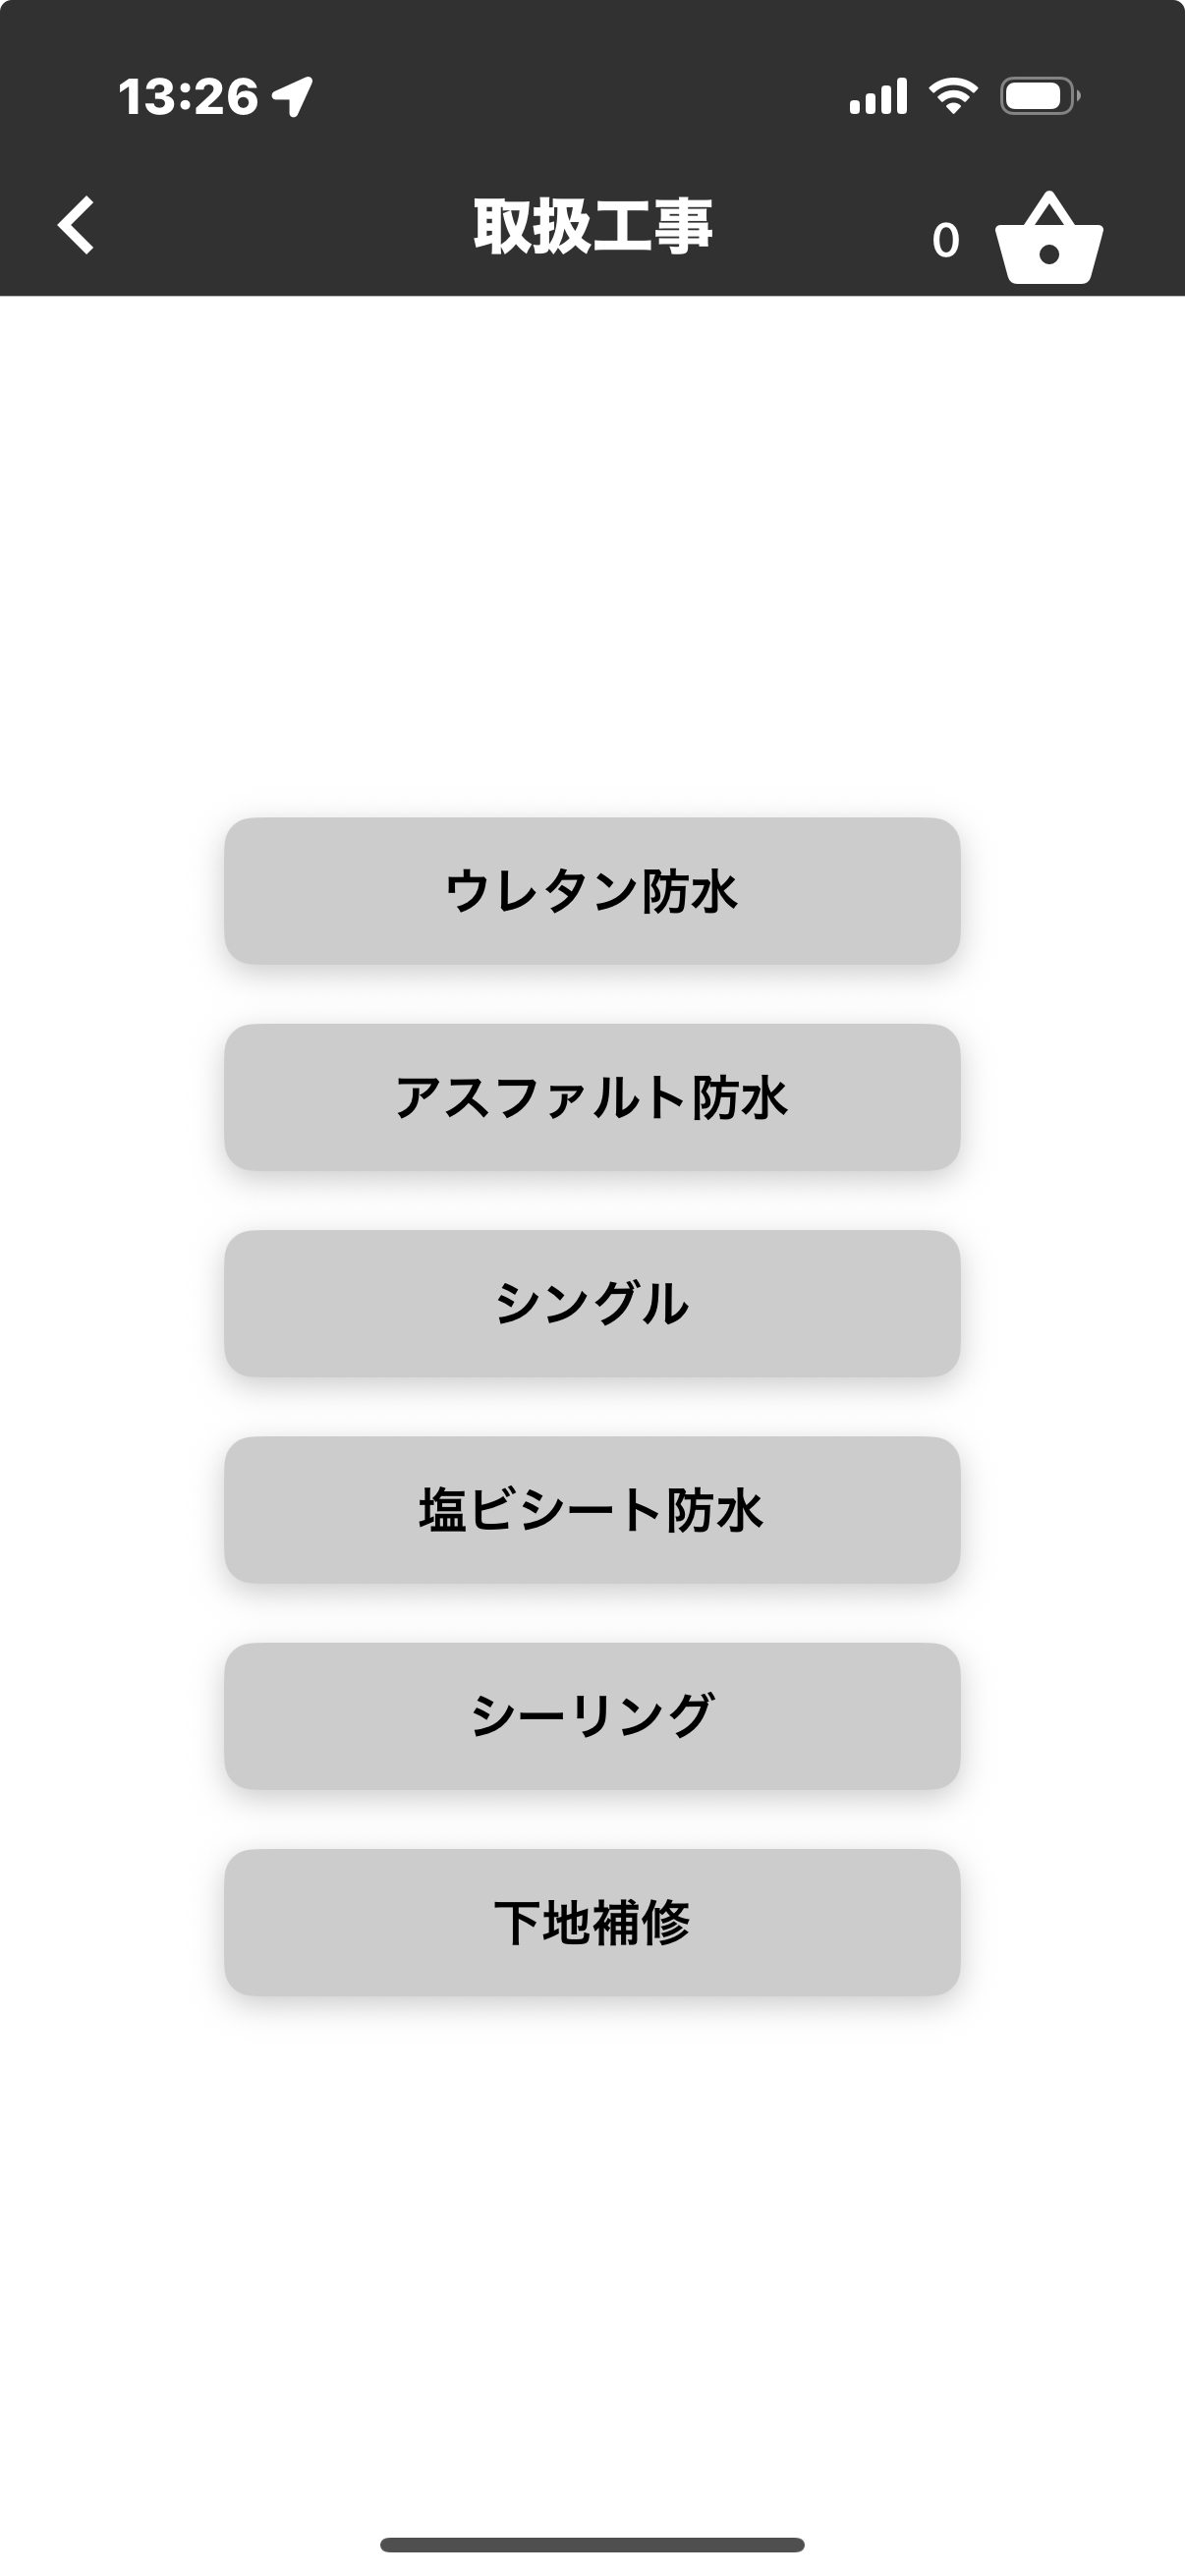 13:26
取扱工事
0
ウレタン防水
アスファルト防水
シングル
塩ビシート防水
シーリング
下地補修